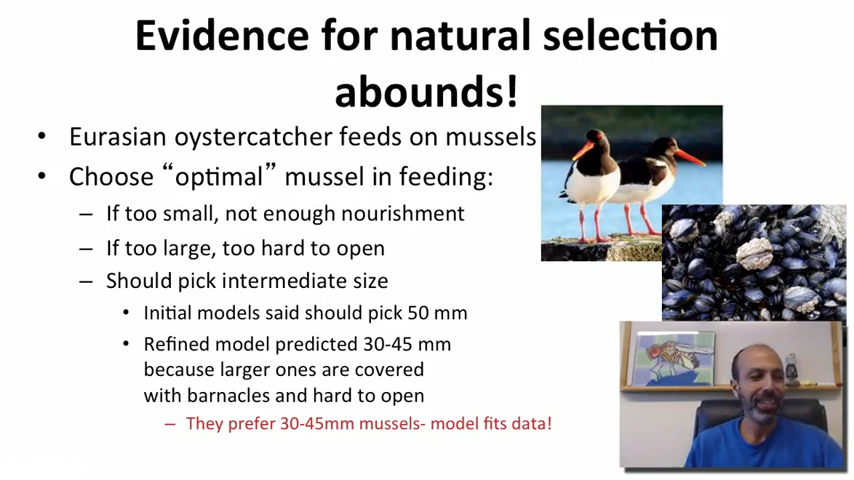 Evidence for natural selection
abounds!
• Eurasian oystercatcher feeds on mussels
• Choose “optimal” mussel in feeding:
– If too small, not enough nourishment
– If too large, too hard to open
– Should pick intermediate size
• Initial models said should pick 50 mm
• Refined model predicted 30-45 mm
because larger ones are covered
with barnacles and hard to open
– They prefer 30-45mm mussels- model fits data!